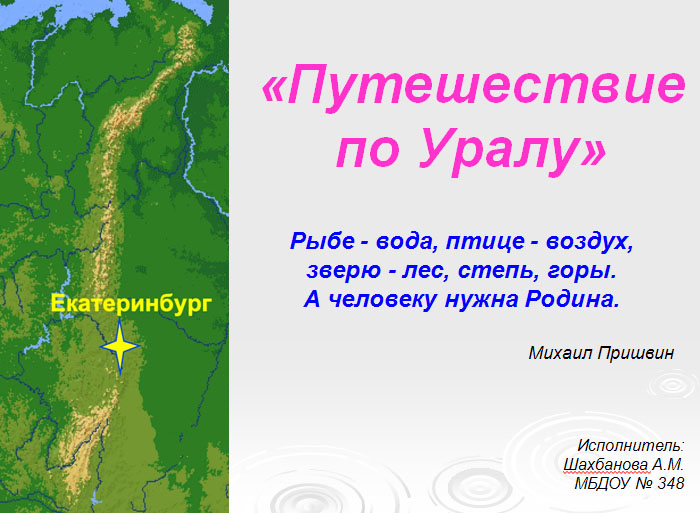 «Путешествие
по Уралу»
Рыбе - вода, птице - воздух,
зверю - лес, степь, горы.
А человеку нужна Родина.
Екатеринбург
Михаил Пришвин
Исполнитель:
Шахбанова А.М.
МБДОУ № 348